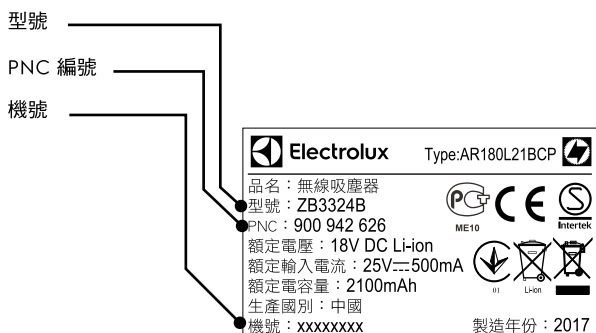 型號
PNC 編號
機號
Electrolux Type:AR180L21BCP
品名：無線吸塵器
型號：ZB3324B
PNC：900 942 626
額定電壓：18V DC Li-ion
額定輸入電流：25V⎓500mA
額定電容量：2100mAh
生產國別：中國
機號：xxxxxxxx
PCT CE S
ME10 Intertek
01 Li-ion
製造年份：2017